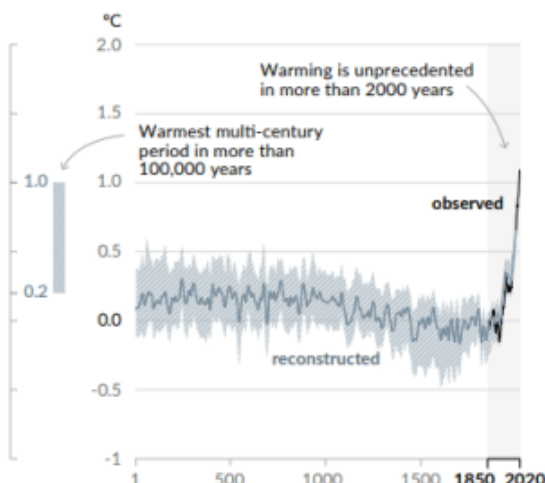 °C
2.0
Warming is unprecedented
in more than 2000 years
1.5
Warmest multi-century
period in more than
100,000 years
1.0
1.0
observed
0.5
0.2
0.0
reconstructed
-0.5
-1
1 500 1000 1500 1850 2020